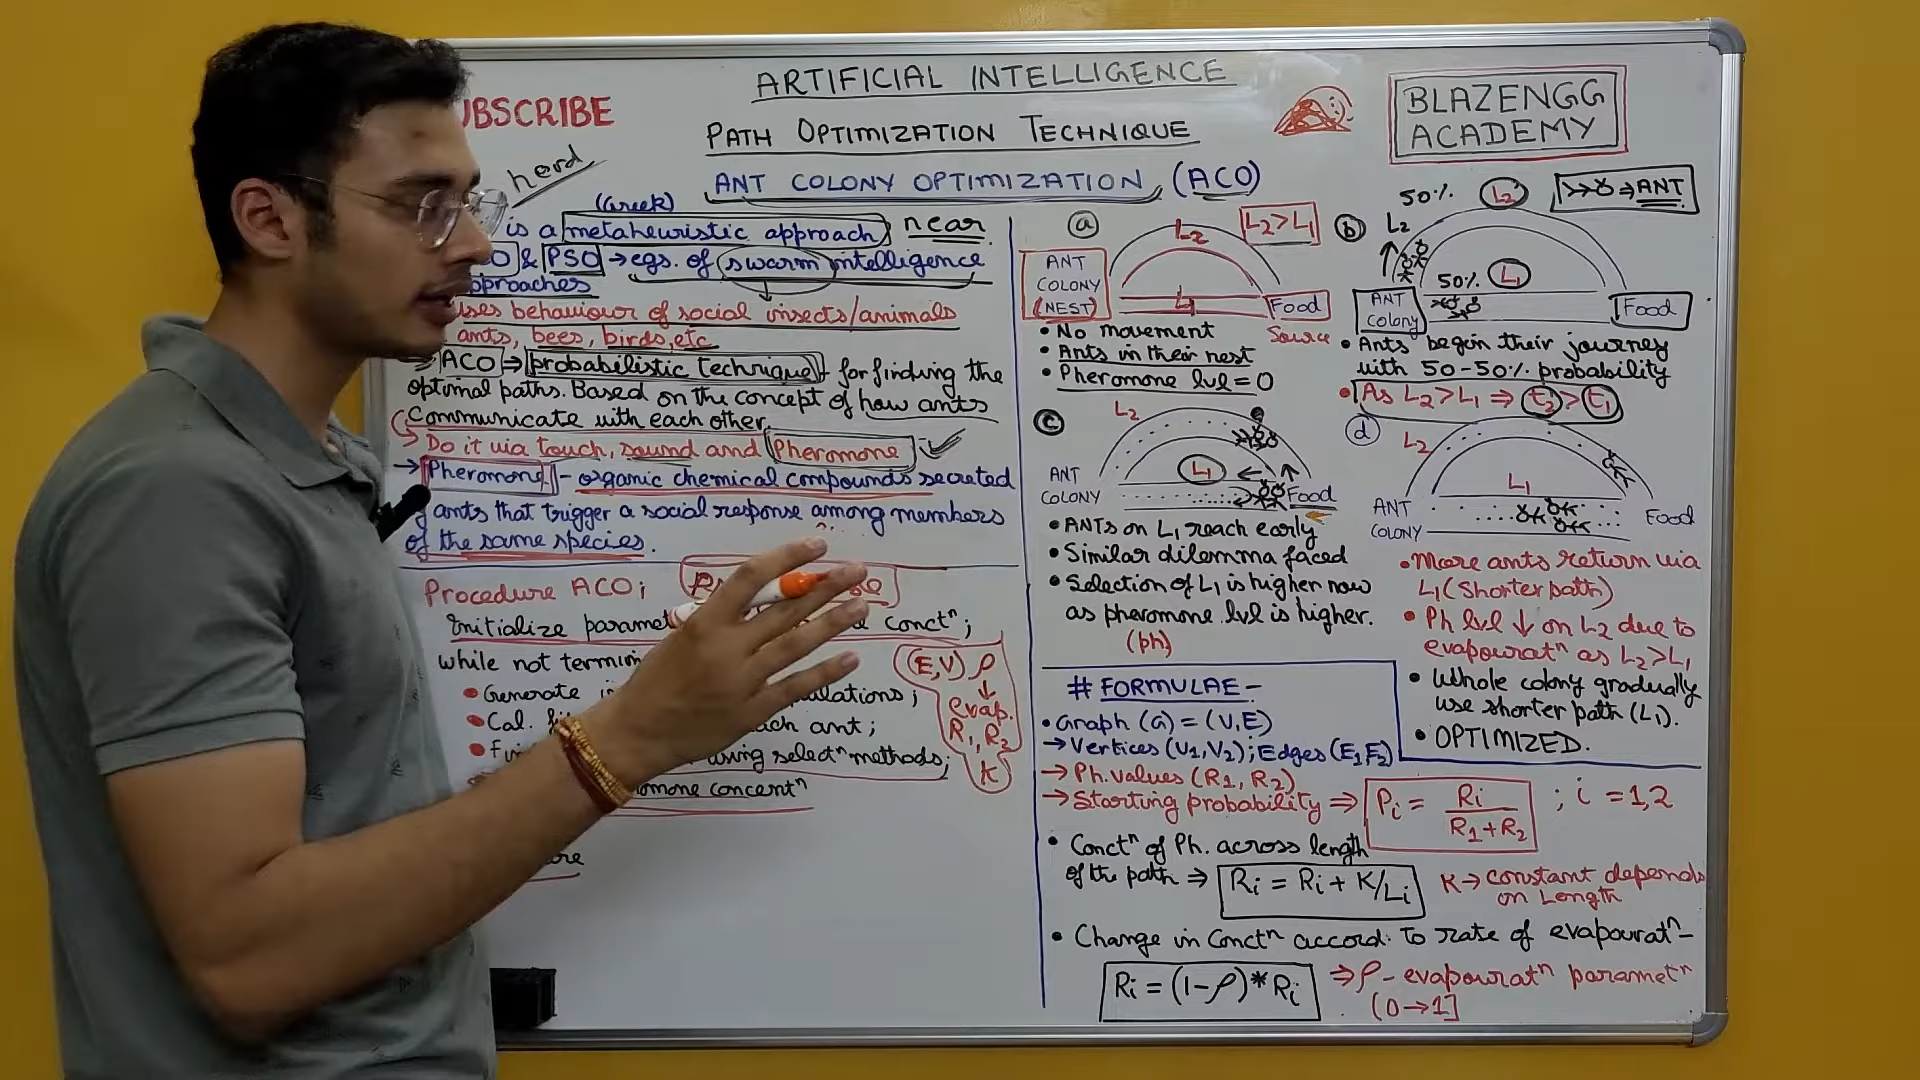 ARTIFICIAL INTELLIGENCE
UBSCRIBE
PATH OPTIMIZATION TECHNIQUE
BLAZENGG
ACADEMY
ANT COLONY OPTIMIZATION (ACO)
herd
(Greek)
is a metaheuristic approach near
O & PSO → egs. of swarm intelligence
pproaches
uses behaviour of social insects/animals
ants, bees, birds, etc
ACO ⇒ probabilistic technique for finding the
optimal paths. Based on the concept of how ants
Communicate with each other.
Do it via touch, sound and Pheromone
→ Pheromone - organic chemical compounds secreted
ants that trigger a social response among members
of the same species.
Procedure ACO;
Initialize paramet conctⁿ;
while not termin
• Generate ulations;
• Cal. ach ant;
using selectⁿ methods;
omone concentⁿ
(E,V) ρ
↓
evap.
R₁, R₂
K
ⓐ
L₂
L₂>L₁
ANT
COLONY
(NEST)
L₁
Food
Source
• No movement
• Ants in their nest
• Pheromone lvl = 0
ⓑ
50%
L₂
⇒ ANT
L₂
50%
L₁
ANT
Colony
Food
• Ants begin their journey
with 50-50% probability
• As L₂>L₁ ⇒ t₂>t₁
ⓒ
L₂
L₁
ANT
COLONY
Food
• ANTs on L₁ reach early
• Similar dilemma faced
• Selection of L₁ is higher now
as pheromone lvl is higher.
(ph)
ⓓ
L₂
L₁
ANT
COLONY
Food
• More ants return via
L₁ (Shorter path)
• Ph lvl ↓ on L₂ due to
evapouratⁿ as L₂>L₁
• Whole colony gradually
use shorter path (L₁).
• OPTIMIZED.
# FORMULAE -
• Graph (G) = (V,E)
→ Vertices (V₁,V₂); Edges (E₁E₂)
→ Ph. values (R₁, R₂)
→ Starting probability ⇒ Pi = Ri / R₁+R₂ ; i = 1,2
• Conctⁿ of Ph. across length
of the path ⇒ Ri = Ri + K/Li
K → constant depends
on Length
• Change in Conctⁿ accord. To rate of evapouratⁿ -
Ri = (1-ρ)*Ri ⇒ ρ - evapouratⁿ parametⁿ
(0→1]